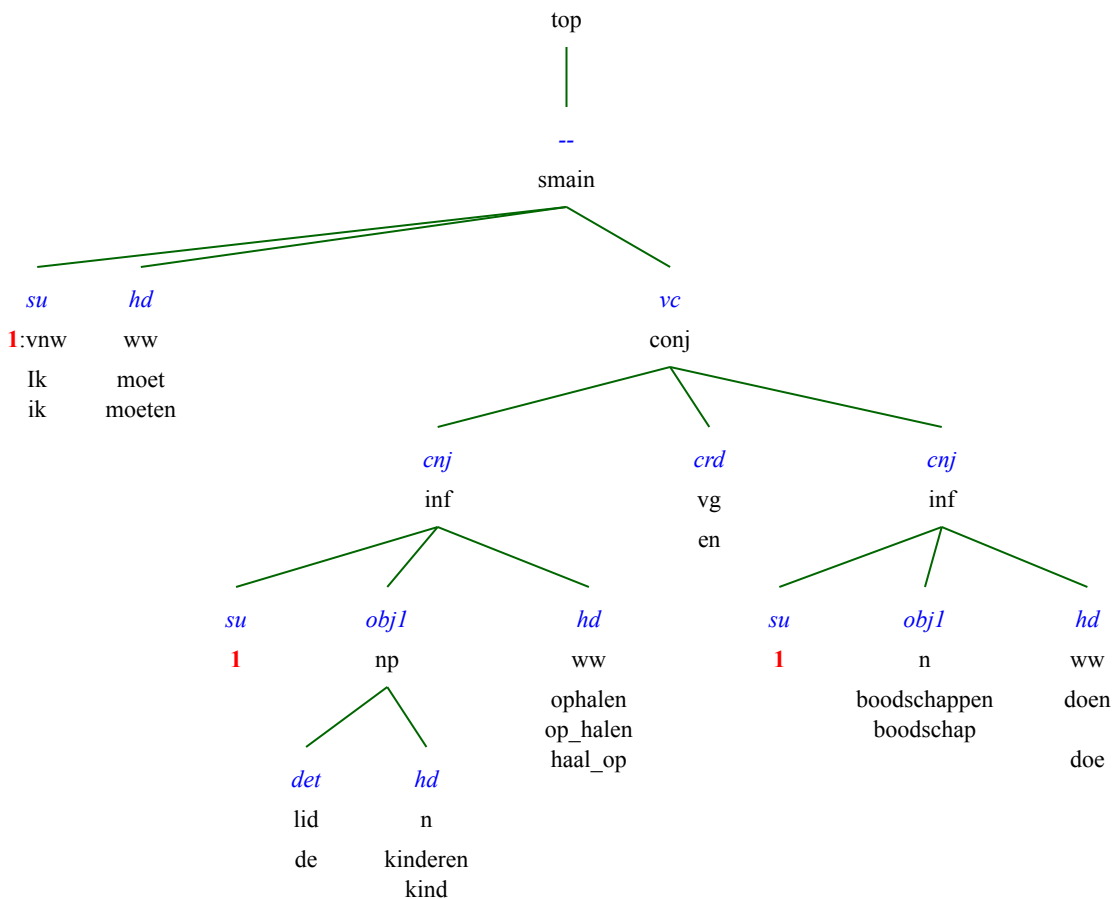 top
--
smain
su hd vc
1:vnw ww conj
Ik moet
ik moeten
cnj crd cnj
inf vg inf
en
su obj1 hd su obj1 hd
1 np ww 1 n ww
ophalen boodschappen doen
op_halen boodschap
haal_op doe
det hd
lid n
de kinderen
kind